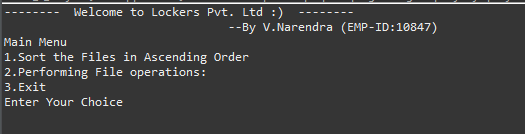 -------- Welcome to Lockers Pvt. Ltd :) --------
--By V.Narendra (EMP-ID:10847)
Main Menu
1.Sort the Files in Ascending Order
2.Performing File operations:
3.Exit
Enter Your Choice